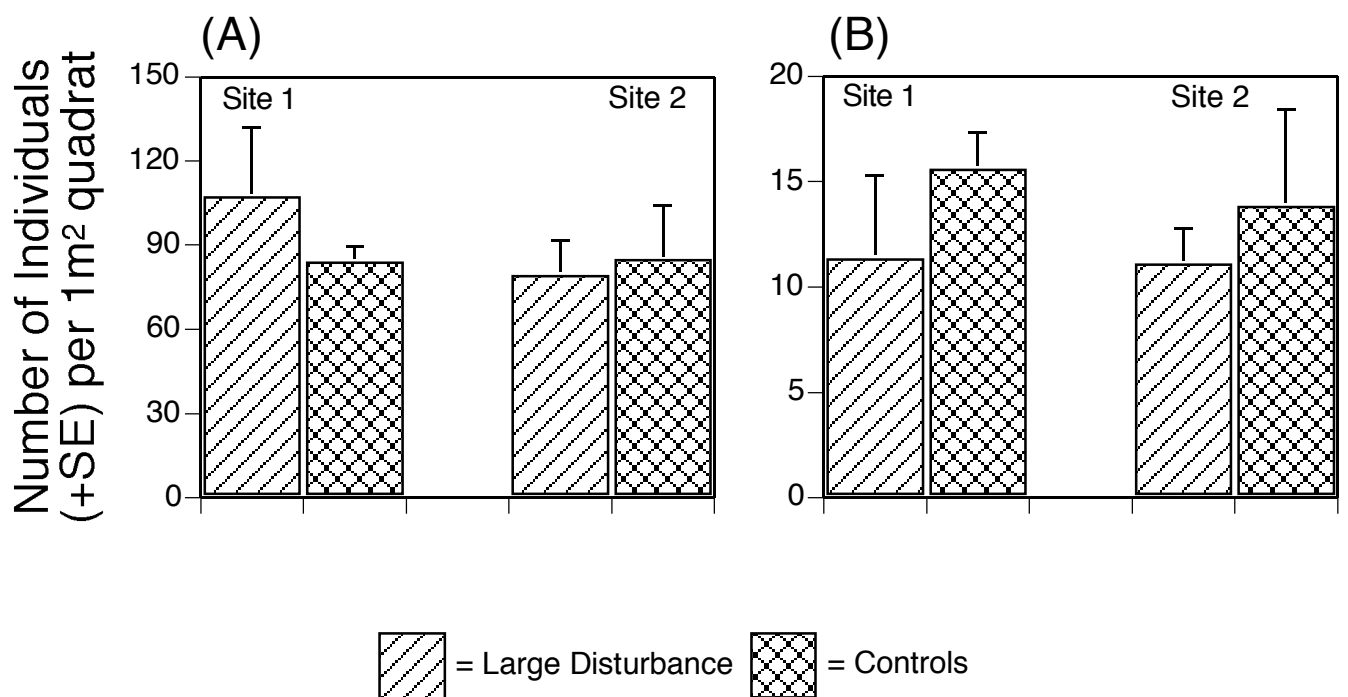 (A)
(B)
Number of Individuals
(+SE) per 1m² quadrat
150
120
90
60
30
0
Site 1
Site 2
20
15
10
5
0
Site 1
Site 2
= Large Disturbance
= Controls